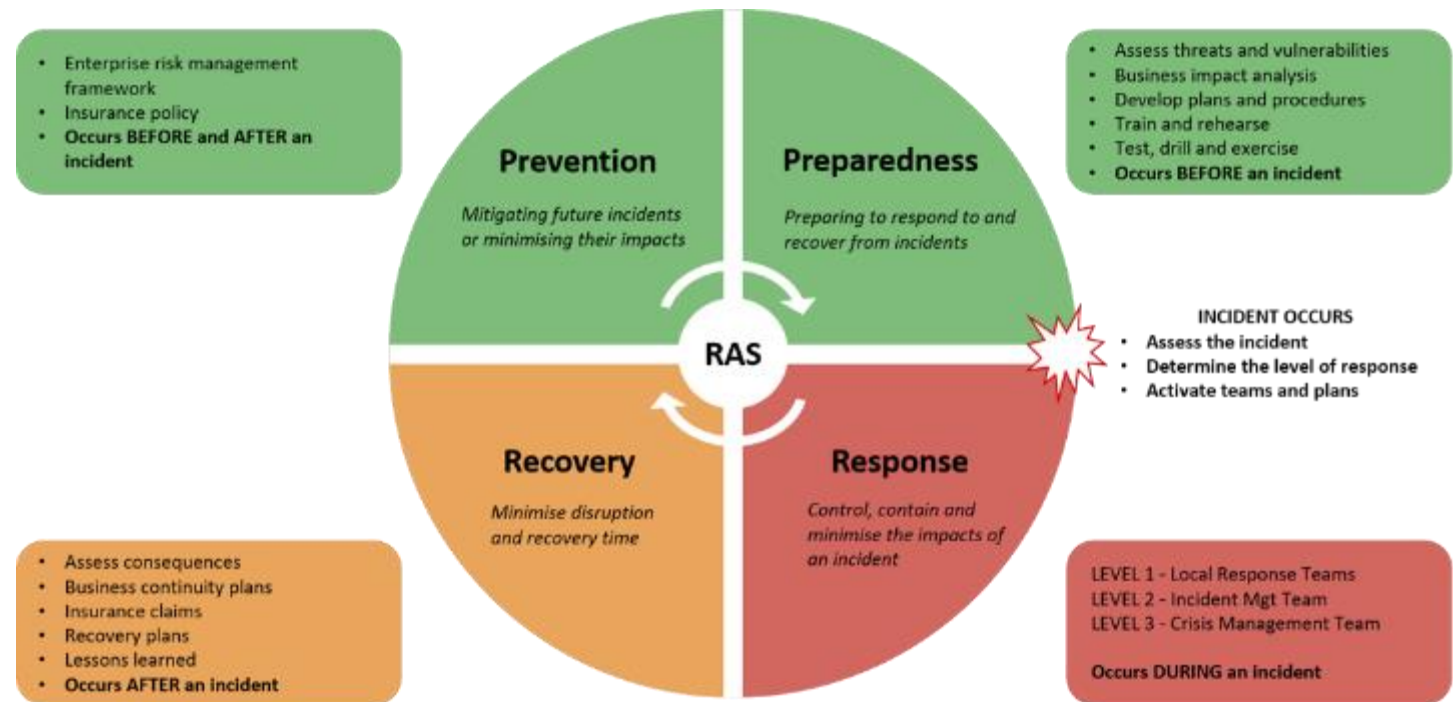 • Enterprise risk management
framework
• Insurance policy
• Occurs BEFORE and AFTER an
incident
Prevention
Mitigating future incidents
or minimising their impacts
Preparedness
Preparing to respond to and
recover from incidents
• Assess threats and vulnerabilities
• Business impact analysis
• Develop plans and procedures
• Train and rehearse
• Test, drill and exercise
• Occurs BEFORE an incident
RAS
INCIDENT OCCURS
• Assess the incident
• Determine the level of response
• Activate teams and plans
Recovery
Minimise disruption
and recovery time
Response
Control, contain and
minimise the impacts of
an incident
• Assess consequences
• Business continuity plans
• Insurance claims
• Recovery plans
• Lessons learned
• Occurs AFTER an incident
LEVEL 1 - Local Response Teams
LEVEL 2 - Incident Mgt Team
LEVEL 3 - Crisis Management Team
Occurs DURING an incident